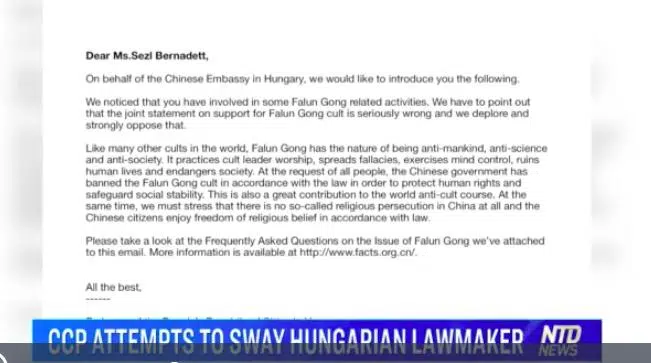 Dear Ms.Sezl Bernadett,
On behalf of the Chinese Embassy in Hungary, we would like to introduce you the following.
We noticed that you have involved in some Falun Gong related activities. We have to point out
that the joint statement on support for Falun Gong cult is seriously wrong and we deplore and
strongly oppose that.
Like many other cults in the world, Falun Gong has the nature of being anti-mankind, anti-science
and anti-society. It practices cult leader worship, spreads fallacies, exercises mind control, ruins
human lives and endangers society. At the request of all people, the Chinese government has
banned the Falun Gong cult in accordance with the law in order to protect human rights and
safeguard social stability. This is also a great contribution to the world anti-cult course. At the
same time, we must stress that there is no so-called religious persecution in China at all and the
Chinese citizens enjoy freedom of religious belief in accordance with law.
Please take a look at the Frequently Asked Questions on the Issue of Falun Gong we've attached
to this email. More information is available at http://www.facts.org.cn/.
All the best,
------
CCP ATTEMPTS TO SWAY HUNGARIAN LAWMAKER NTD
NEWS